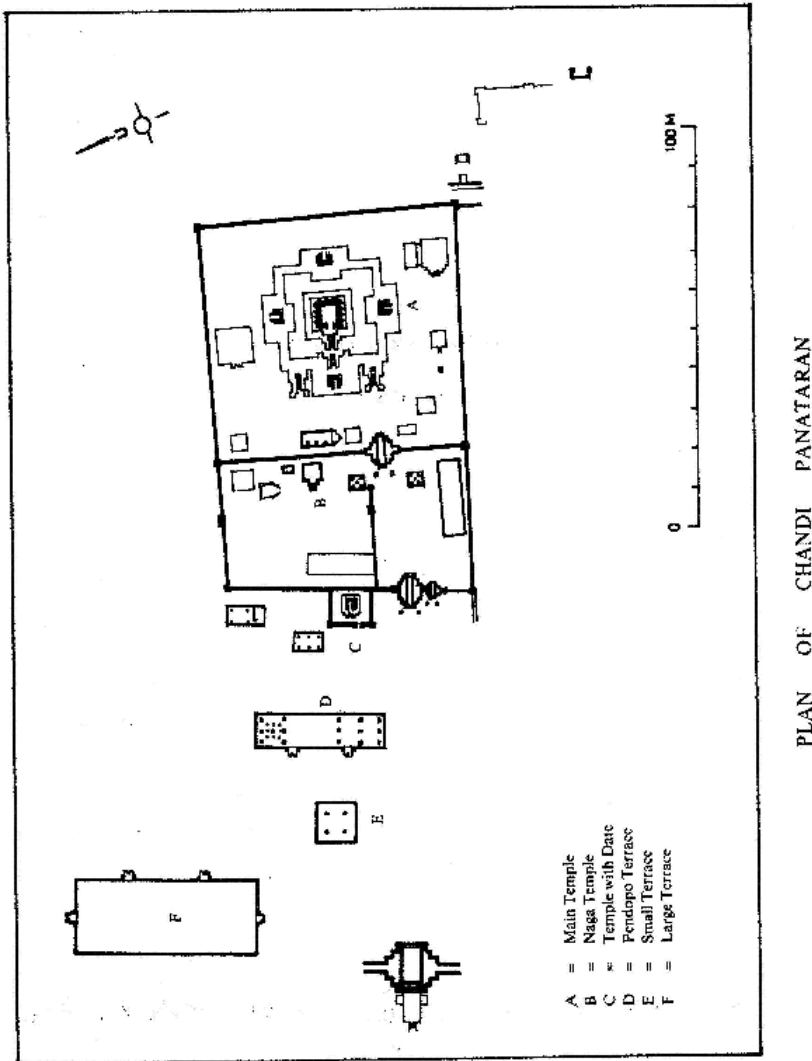 PLAN OF CHANDI PANATARAN
A = Main Temple
B = Naga Temple
C = Temple with Date
D = Pendopo Terrace
E = Small Terrace
F = Large Terrace
A
B
C
D
E
F
0
100 M
U